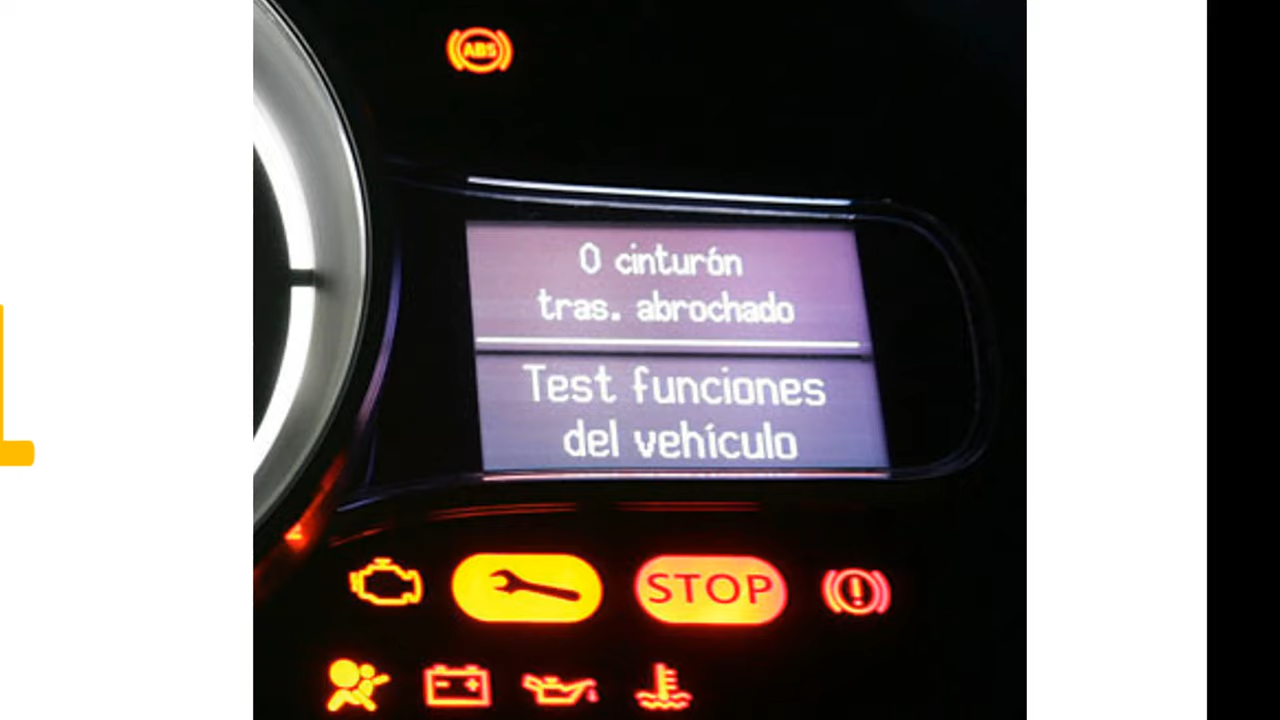 ABS
0 cinturón
tras. abrochado
Test funciones
del vehículo
STOP